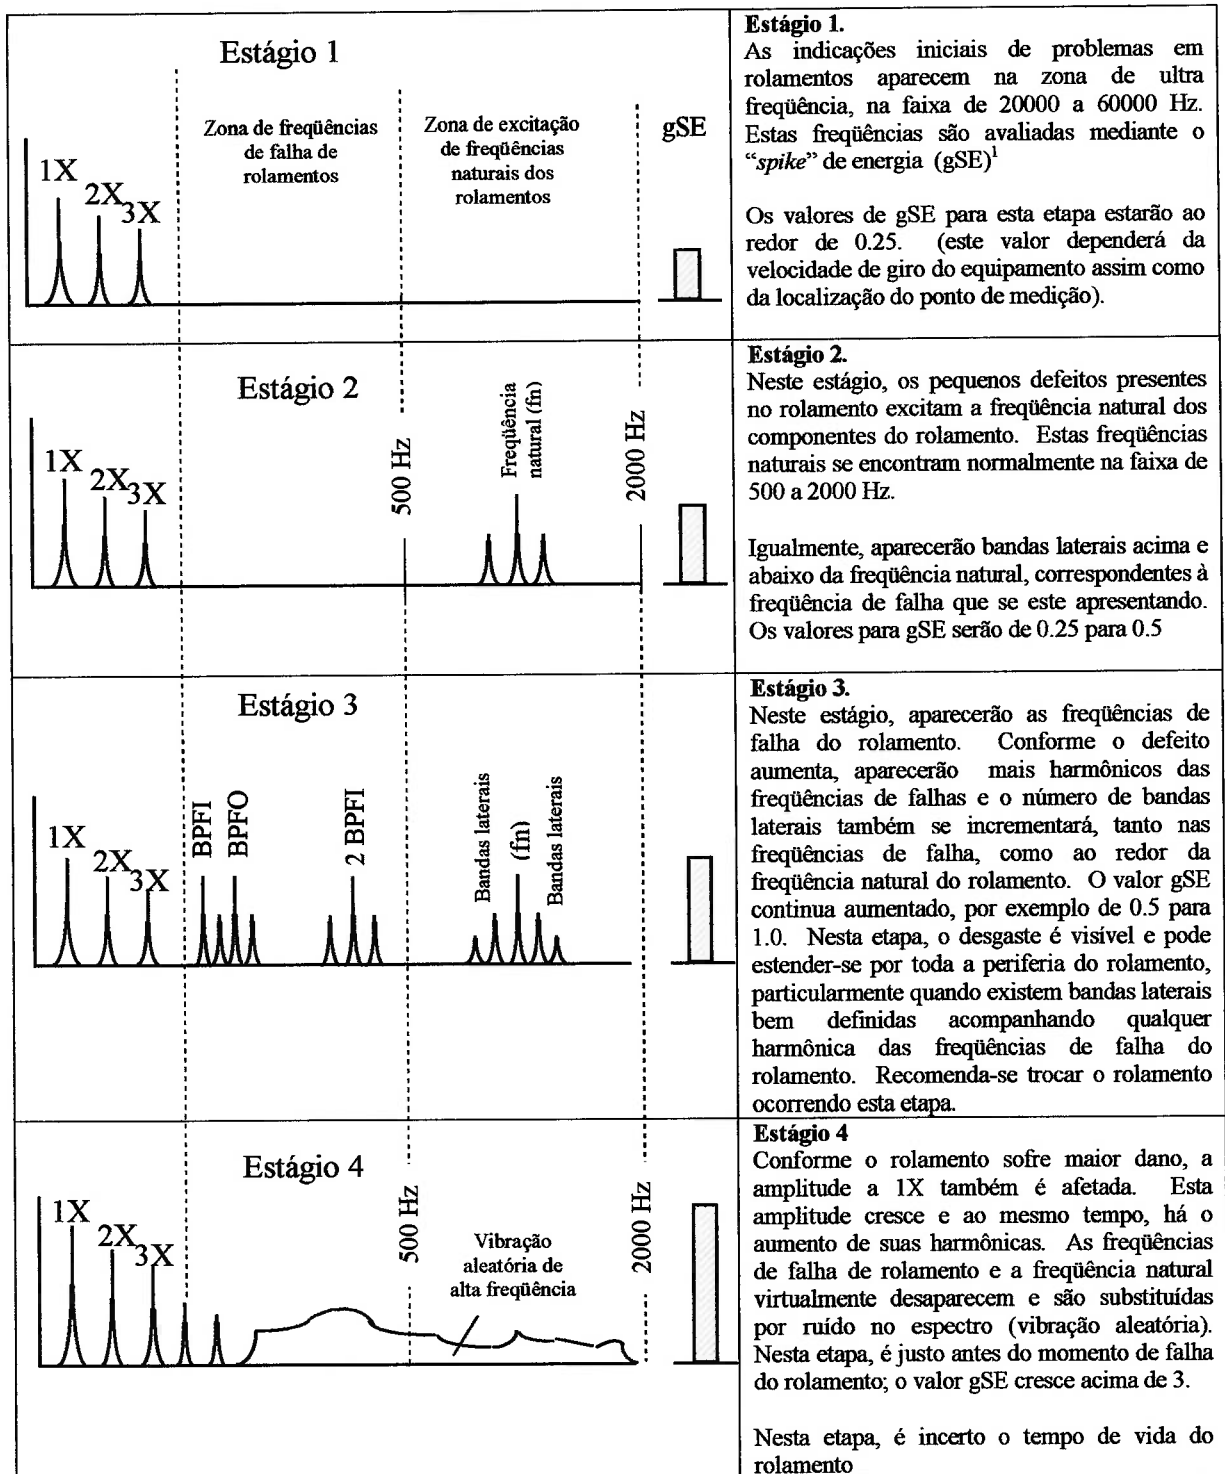 Estágio 1
Zona de freqüências
de falha de
rolamentos
Zona de excitação
de freqüências
naturais dos
rolamentos
gSE
1X
2X
3X
Estágio 1.
As indicações iniciais de problemas em
rolamentos aparecem na zona de ultra
freqüência, na faixa de 20000 a 60000 Hz.
Estas freqüências são avaliadas mediante o
“spike” de energia (gSE)1
Os valores de gSE para esta etapa estarão ao
redor de 0.25. (este valor dependerá da
velocidade de giro do equipamento assim como
da localização do ponto de medição).
Estágio 2
1X
2X
3X
500 Hz
Freqüência
natural (fn)
2000 Hz
Estágio 2.
Neste estágio, os pequenos defeitos presentes
no rolamento excitam a freqüência natural dos
componentes do rolamento. Estas freqüências
naturais se encontram normalmente na faixa de
500 a 2000 Hz.
Igualmente, aparecerão bandas laterais acima e
abaixo da freqüência natural, correspondentes à
freqüência de falha que se este apresentando.
Os valores para gSE serão de 0.25 para 0.5
Estágio 3
1X
2X
3X
BPFI
BPFO
2 BPFI
Bandas laterais
(fn)
Bandas laterais
Estágio 3.
Neste estágio, aparecerão as freqüências de
falha do rolamento. Conforme o defeito
aumenta, aparecerão mais harmônicos das
freqüências de falhas e o número de bandas
laterais também se incrementará, tanto nas
freqüências de falha, como ao redor da
freqüência natural do rolamento. O valor gSE
continua aumentado, por exemplo de 0.5 para
1.0. Nesta etapa, o desgaste é visível e pode
estender-se por toda a periferia do rolamento,
particularmente quando existem bandas laterais
bem definidas acompanhando qualquer
harmônica das freqüências de falha do
rolamento. Recomenda-se trocar o rolamento
ocorrendo esta etapa.
Estágio 4
1X
2X
3X
500 Hz
Vibração
aleatória de
alta freqüência
2000 Hz
Estágio 4
Conforme o rolamento sofre maior dano, a
amplitude a 1X também é afetada. Esta
amplitude cresce e ao mesmo tempo, há o
aumento de suas harmônicas. As freqüências
de falha de rolamento e a freqüência natural
virtualmente desaparecem e são substituídas
por ruído no espectro (vibração aleatória).
Nesta etapa, é justo antes do momento de falha
do rolamento; o valor gSE cresce acima de 3.
Nesta etapa, é incerto o tempo de vida do
rolamento